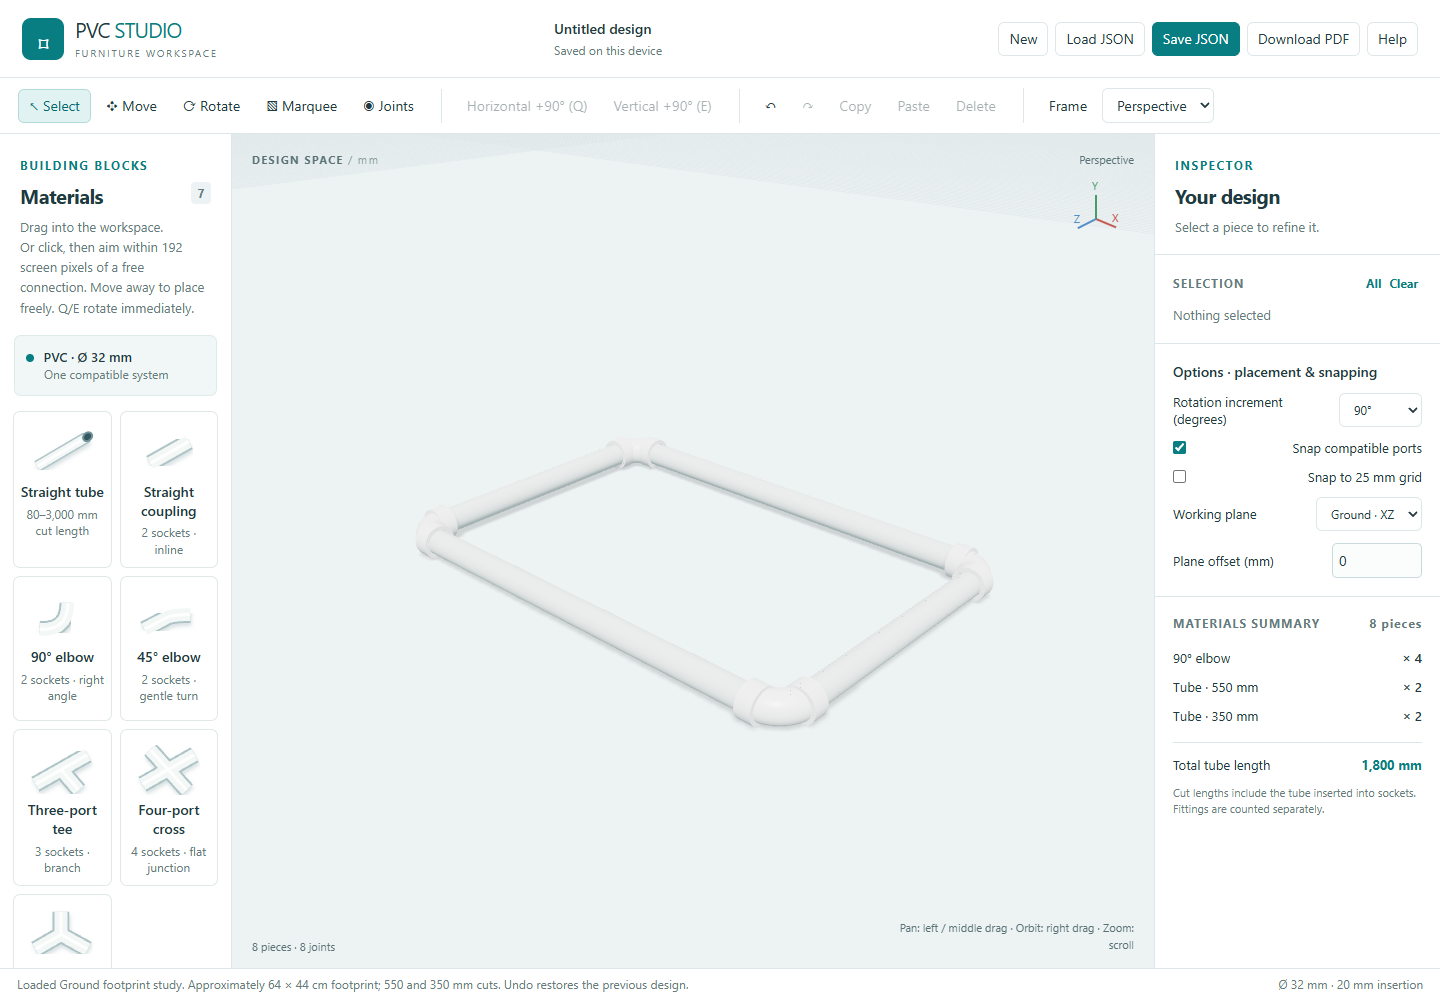 PVC STUDIO
FURNITURE WORKSPACE
Untitled design
Saved on this device
New
Load JSON
Save JSON
Download PDF
Help
Select
Move
Rotate
Marquee
Joints
Horizontal +90° (Q)
Vertical +90° (E)
Copy
Paste
Delete
Frame
Perspective
BUILDING BLOCKS
Materials
7
Drag into the workspace.
Or click, then aim within 192
screen pixels of a free
connection. Move away to place
freely. Q/E rotate immediately.
PVC · Ø 32 mm
One compatible system
Straight tube
80–3,000 mm
cut length
Straight
coupling
2 sockets ·
inline
90° elbow
2 sockets · right
angle
45° elbow
2 sockets ·
gentle turn
Three-port
tee
3 sockets ·
branch
Four-port
cross
4 sockets · flat
junction
DESIGN SPACE / mm
Perspective
Y
Z
X
8 pieces · 8 joints
Pan: left / middle drag · Orbit: right drag · Zoom:
scroll
INSPECTOR
Your design
Select a piece to refine it.
SELECTION
All
Clear
Nothing selected
Options · placement & snapping
Rotation increment
(degrees)
90°
Snap compatible ports
Snap to 25 mm grid
Working plane
Ground · XZ
Plane offset (mm)
0
MATERIALS SUMMARY
8 pieces
90° elbow × 4
Tube · 550 mm × 2
Tube · 350 mm × 2
Total tube length 1,800 mm
Cut lengths include the tube inserted into sockets.
Fittings are counted separately.
Loaded Ground footprint study. Approximately 64 × 44 cm footprint; 550 and 350 mm cuts. Undo restores the previous design.
Ø 32 mm · 20 mm insertion